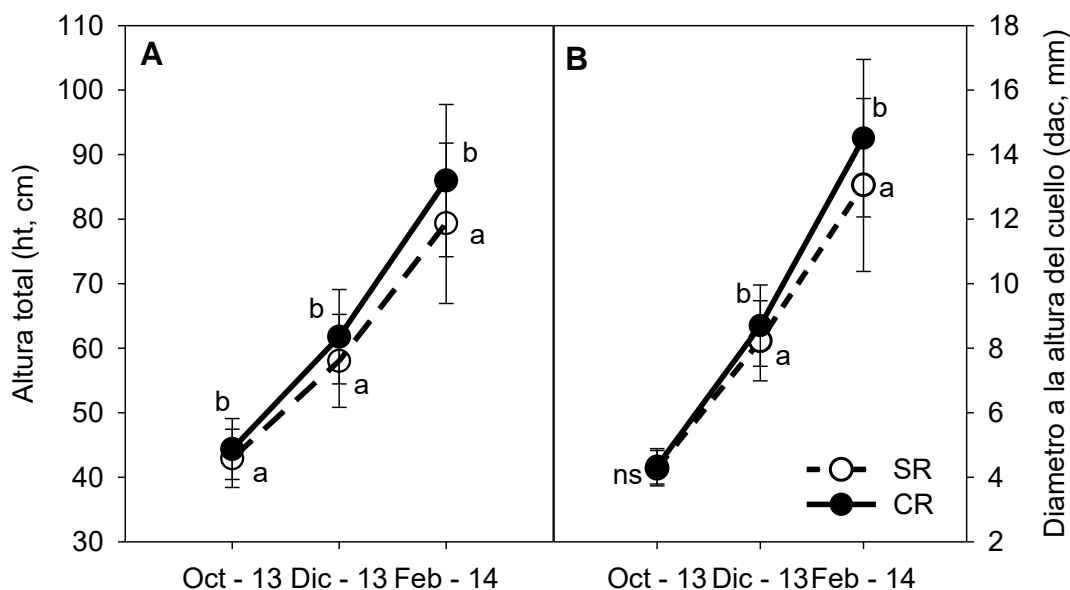 A
B
Altura total (ht, cm)
110
100
90
80
70
60
50
40
30
b
a
b
a
b
a
Oct - 13 Dic - 13 Feb - 14
ns
b
a
b
a
SR
CR
Oct - 13 Dic - 13 Feb - 14
18
16
14
12
10
8
6
4
2
Diametro a la altura del cuello (dac, mm)